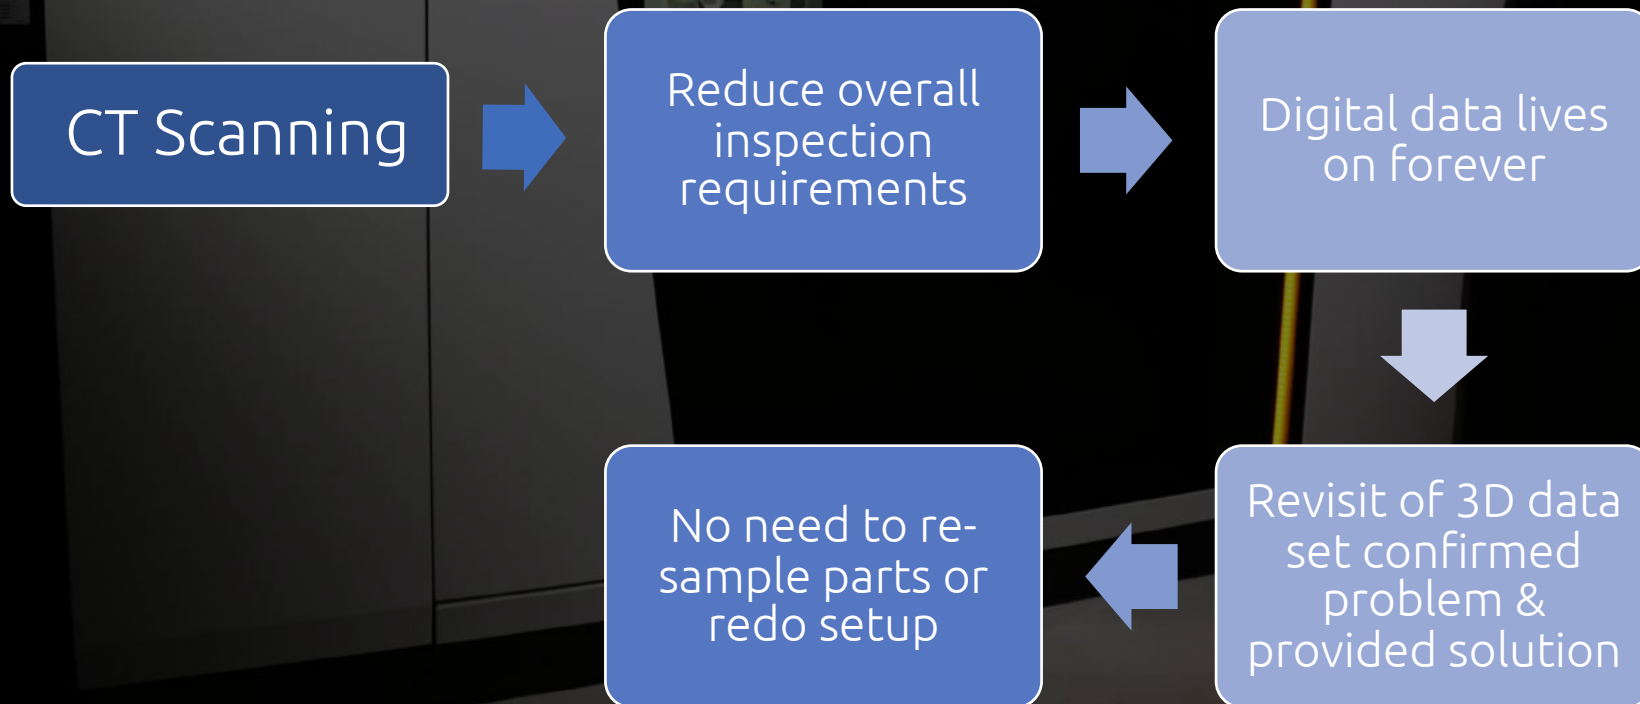 CT Scanning
Reduce overall
inspection
requirements
Digital data lives
on forever
Revisit of 3D data
set confirmed
problem &
provided solution
No need to re-
sample parts or
redo setup